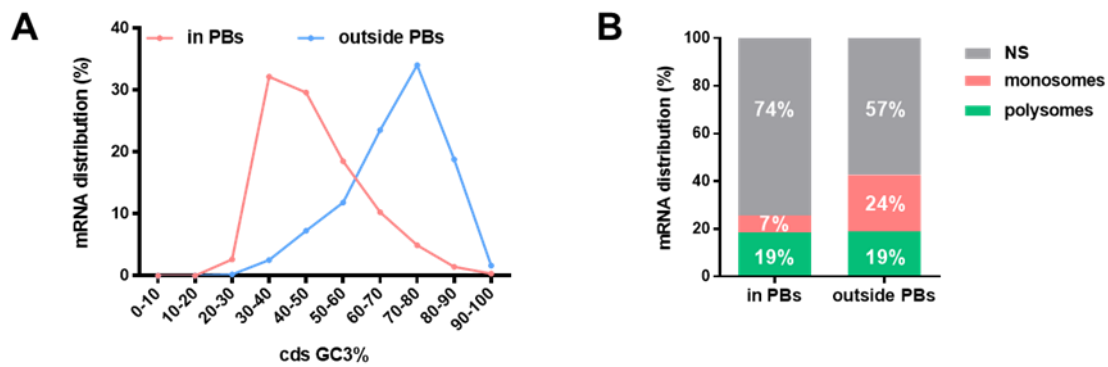 A
in PBs
outside PBs
mRNA distribution (%)
40
30
20
10
0
0-10
10-20
20-30
30-40
40-50
50-60
60-70
70-80
80-90
90-100
cds GC3%
B
mRNA distribution (%)
100
80
60
40
20
0
74%
7%
19%
57%
24%
19%
in PBs
outside PBs
NS
monosomes
polysomes